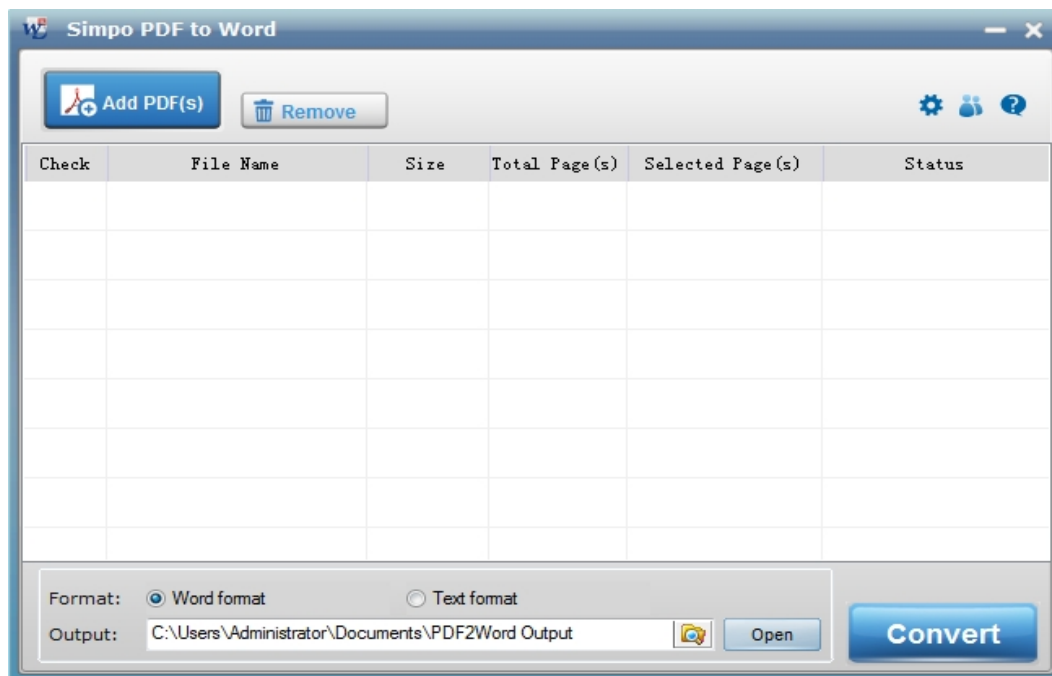 Simpo PDF to Word
Add PDF(s)
Remove
Check File Name Size Total Page(s) Selected Page(s) Status
Format: Word format Text format
Output: C:\Users\Administrator\Documents\PDF2Word Output Open
Convert